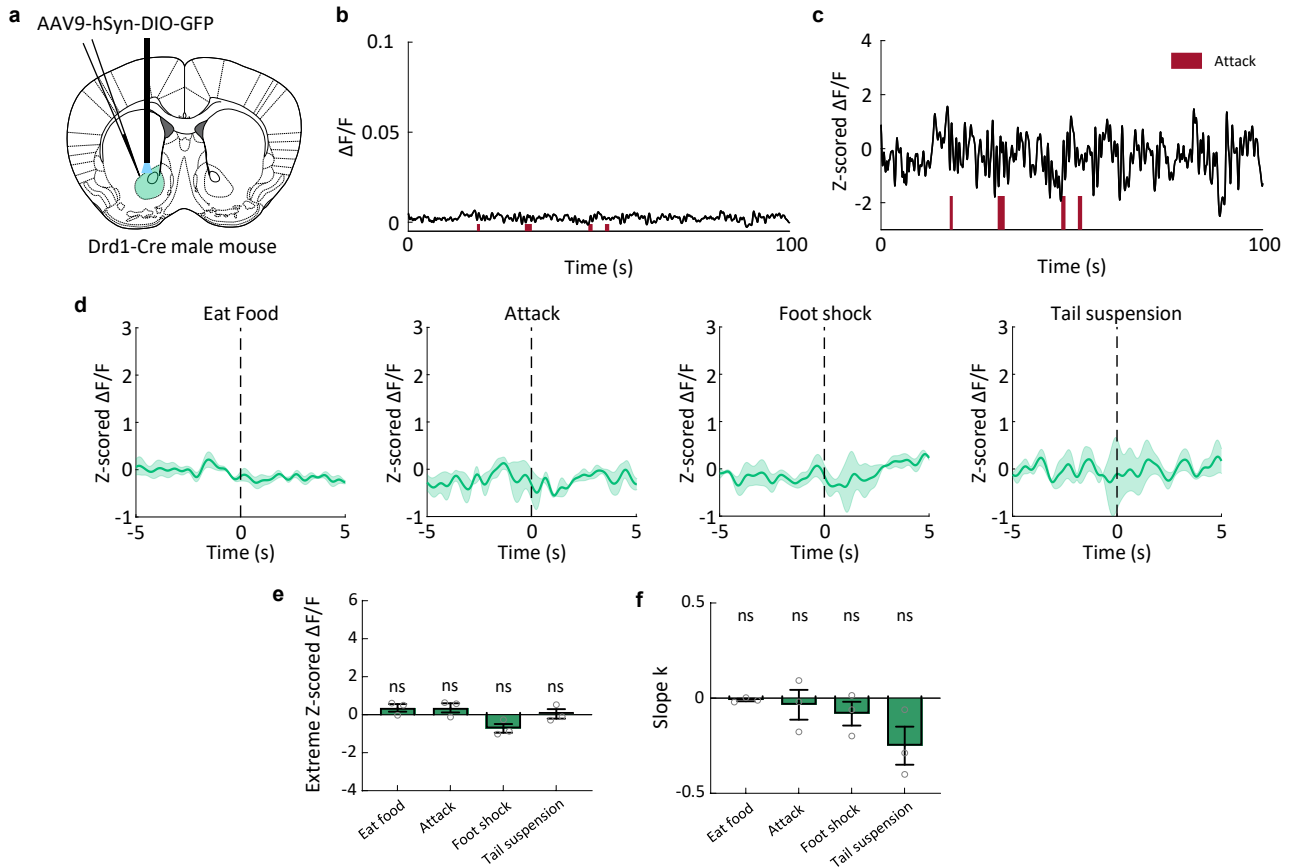 a
AAV9-hSyn-DIO-GFP
Drd1-Cre male mouse
b
0.1
0.05
0
ΔF/F
0
100
Time (s)
c
4
2
0
-2
Z-scored ΔF/F
Attack
0
100
Time (s)
d
Eat Food
3
2
1
0
-1
Z-scored ΔF/F
-5
0
5
Time (s)
Attack
3
2
1
0
-1
Z-scored ΔF/F
-5
0
5
Time (s)
Foot shock
3
2
1
0
-1
Z-scored ΔF/F
-5
0
5
Time (s)
Tail suspension
3
2
1
0
-1
Z-scored ΔF/F
-5
0
5
Time (s)
e
6
4
2
0
-2
-4
Extreme Z-scored ΔF/F
ns
ns
ns
ns
Eat food
Attack
Foot shock
Tail suspension
f
0.5
0
-0.5
Slope k
ns
ns
ns
ns
Eat food
Attack
Foot shock
Tail suspension